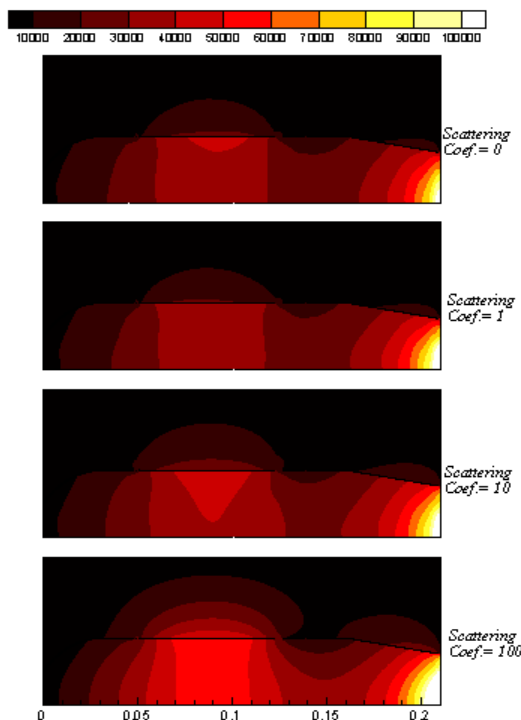 10000 20000 30000 40000 50000 60000 70000 80000 90000 100000
Scattering
Coef.= 0
Scattering
Coef.= 1
Scattering
Coef.= 10
Scattering
Coef.= 100
0 0.05 0.1 0.15 0.2